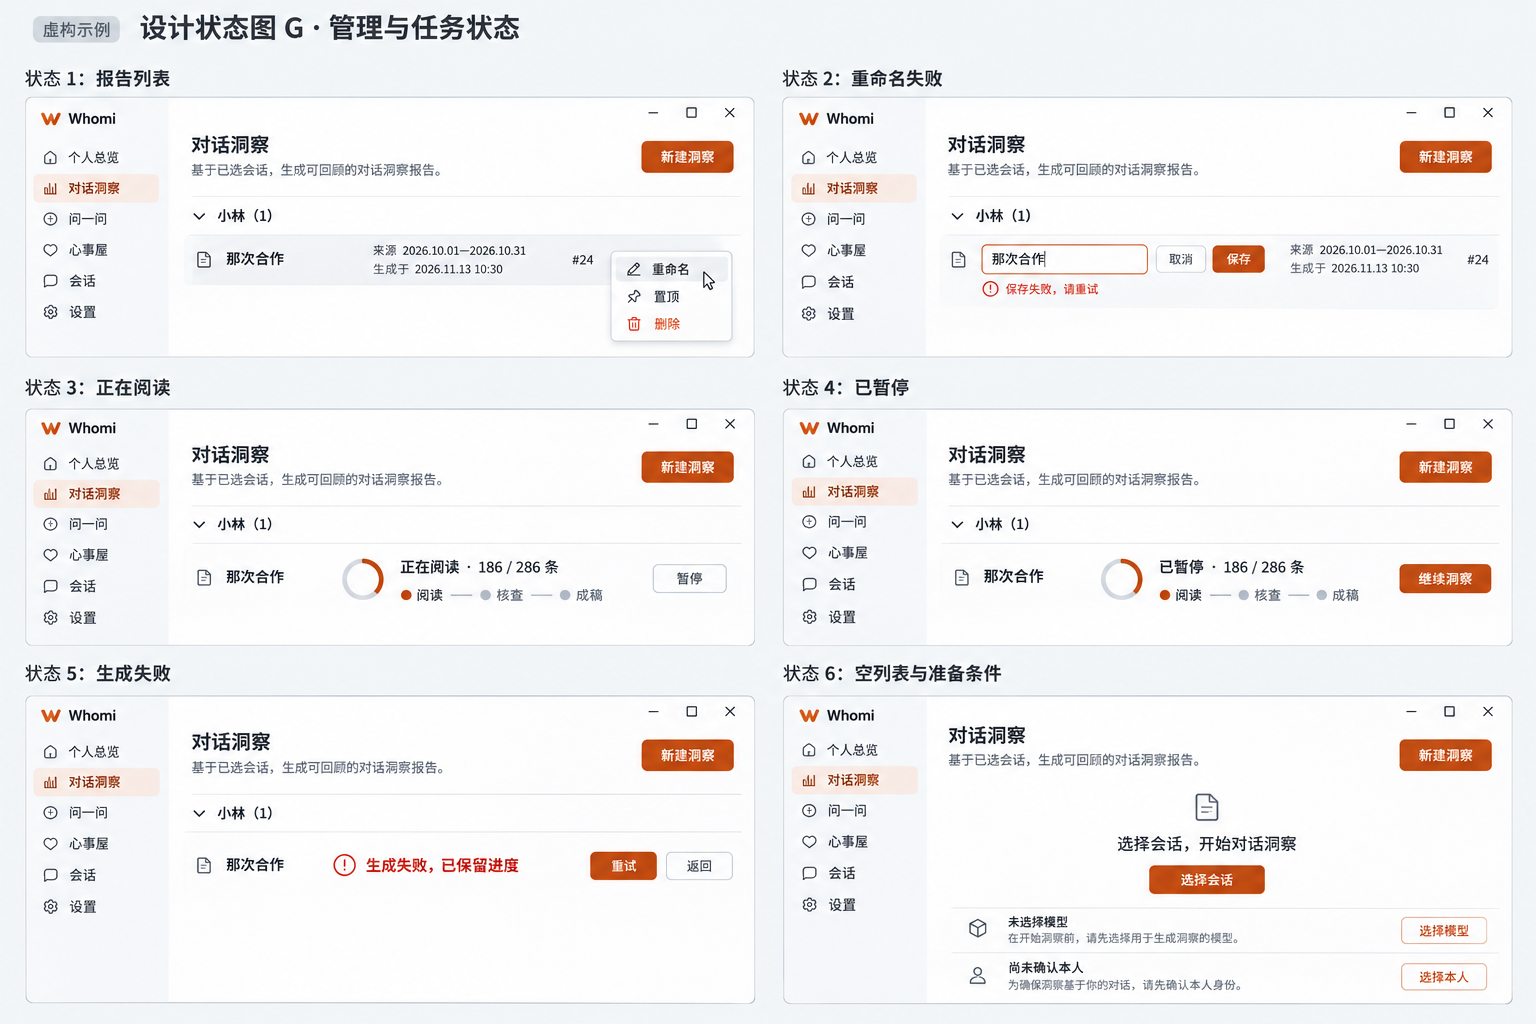 虚构示例
设计状态图 G · 管理与任务状态
状态 1：报告列表
Whomi
个人总览
对话洞察
问一问
心事屋
会话
设置
对话洞察
基于已选会话，生成可回顾的对话洞察报告。
新建洞察
小林（1）
那次合作
来源 2026.10.01—2026.10.31
生成于 2026.11.13 10:30
#24
重命名
置顶
删除
状态 2：重命名失败
Whomi
个人总览
对话洞察
问一问
心事屋
会话
设置
对话洞察
基于已选会话，生成可回顾的对话洞察报告。
新建洞察
小林（1）
那次合作
取消
保存
来源 2026.10.01—2026.10.31
生成于 2026.11.13 10:30
#24
保存失败，请重试
状态 3：正在阅读
Whomi
个人总览
对话洞察
问一问
心事屋
会话
设置
对话洞察
基于已选会话，生成可回顾的对话洞察报告。
新建洞察
小林（1）
那次合作
正在阅读 · 186 / 286 条
阅读 核查 成稿
暂停
状态 4：已暂停
Whomi
个人总览
对话洞察
问一问
心事屋
会话
设置
对话洞察
基于已选会话，生成可回顾的对话洞察报告。
新建洞察
小林（1）
那次合作
已暂停 · 186 / 286 条
阅读 核查 成稿
继续洞察
状态 5：生成失败
Whomi
个人总览
对话洞察
问一问
心事屋
会话
设置
对话洞察
基于已选会话，生成可回顾的对话洞察报告。
新建洞察
小林（1）
那次合作
生成失败，已保留进度
重试
返回
状态 6：空列表与准备条件
Whomi
个人总览
对话洞察
问一问
心事屋
会话
设置
对话洞察
基于已选会话，生成可回顾的对话洞察报告。
新建洞察
选择会话，开始对话洞察
选择会话
未选择模型
在开始洞察前，请先选择用于生成洞察的模型。
选择模型
尚未确认本人
为确保洞察基于你的对话，请先确认本人身份。
选择本人